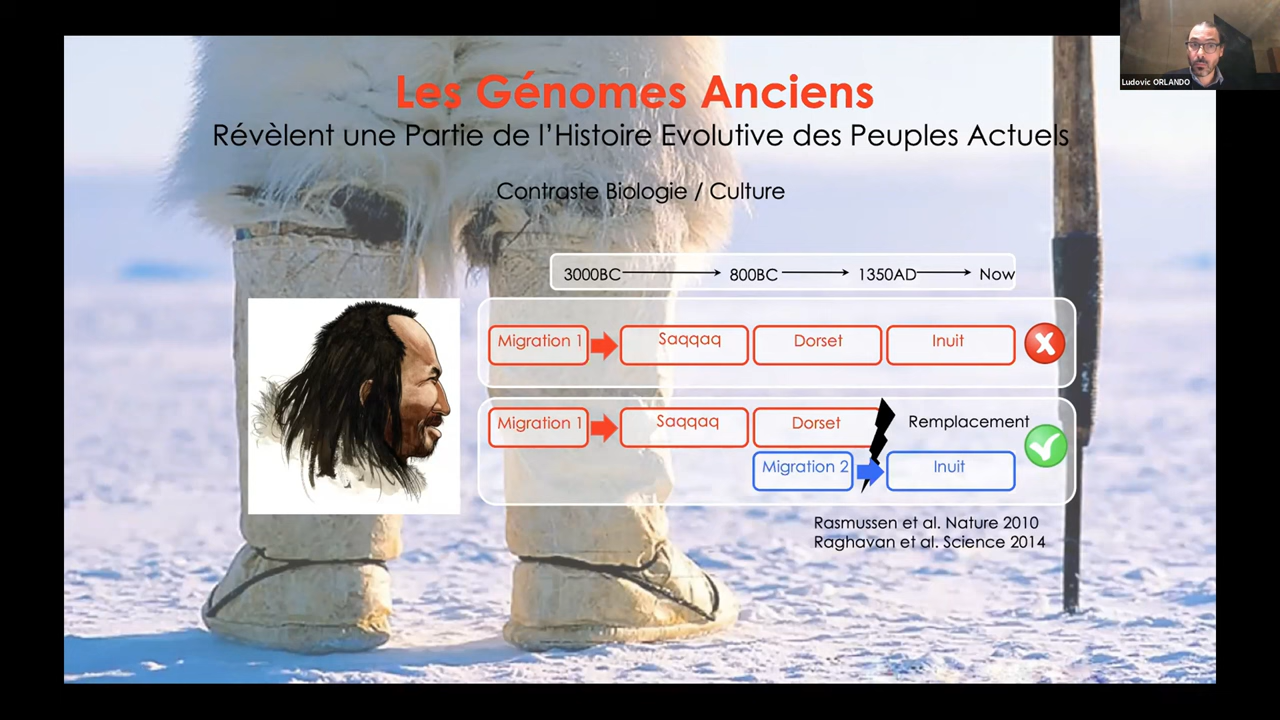 Ludovic ORLANDO
Les Génomes Anciens
Révèlent une Partie de l’Histoire Evolutive des Peuples Actuels
Contraste Biologie / Culture
3000BC 800BC 1350AD Now
Migration 1 Saqqaq Dorset Inuit
X
Migration 1 Saqqaq Dorset Remplacement
Migration 2 Inuit
Rasmussen et al. Nature 2010
Raghavan et al. Science 2014